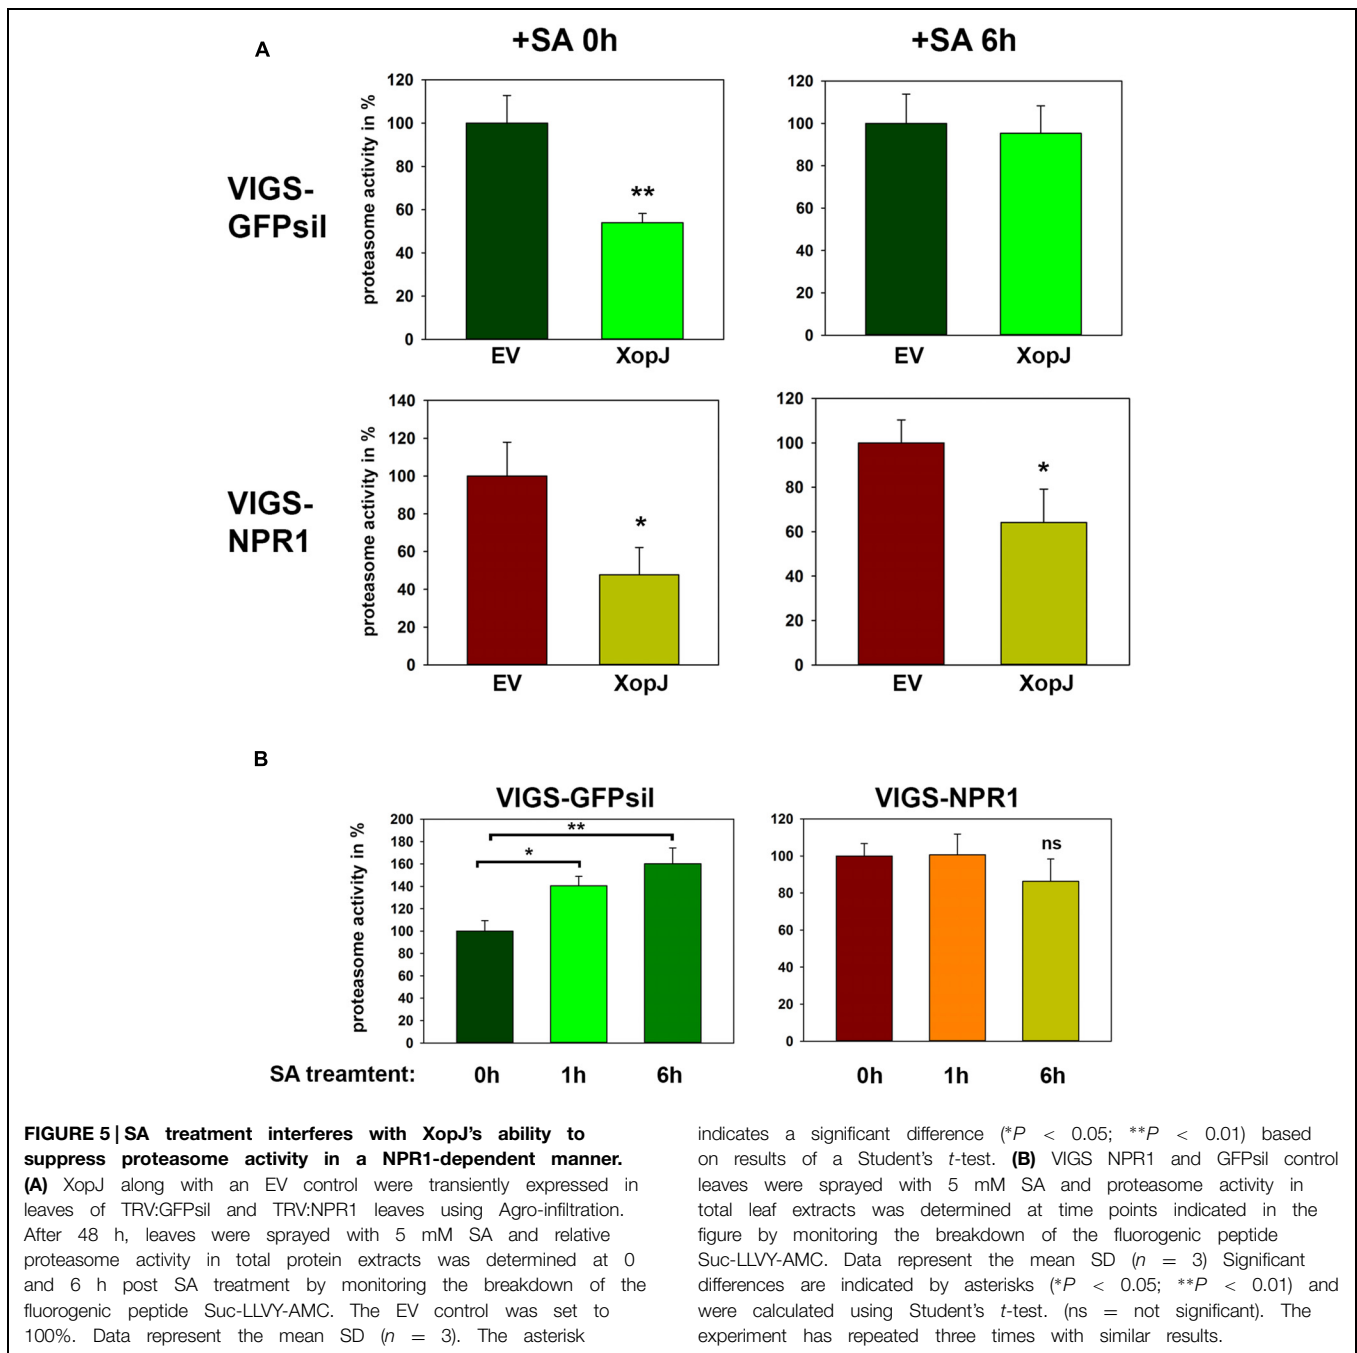 A
+SA 0h
+SA 6h
VIGS-
GFPsil
proteasome activity in %
120
100
80
60
40
20
0
**
EV
XopJ
120
100
80
60
40
20
0
EV
XopJ
VIGS-
NPR1
proteasome activity in %
140
120
100
80
60
40
20
0
*
EV
XopJ
120
100
80
60
40
20
0
*
EV
XopJ
B
VIGS-GFPsil
proteasome activity in %
200
180
160
140
120
100
80
60
40
20
0
**
*
VIGS-NPR1
120
100
80
60
40
20
0
ns
SA treamtent:
0h
1h
6h
0h
1h
6h
FIGURE 5 | SA treatment interferes with XopJ's ability to
suppress proteasome activity in a NPR1-dependent manner.
(A) XopJ along with an EV control were transiently expressed in
leaves of TRV:GFPsil and TRV:NPR1 leaves using Agro-infiltration.
After 48 h, leaves were sprayed with 5 mM SA and relative
proteasome activity in total protein extracts was determined at 0
and 6 h post SA treatment by monitoring the breakdown of the
fluorogenic peptide Suc-LLVY-AMC. The EV control was set to
100%. Data represent the mean SD (n = 3). The asterisk
indicates a significant difference (*P < 0.05; **P < 0.01) based
on results of a Student's t-test. (B) VIGS NPR1 and GFPsil control
leaves were sprayed with 5 mM SA and proteasome activity in
total leaf extracts was determined at time points indicated in the
figure by monitoring the breakdown of the fluorogenic peptide
Suc-LLVY-AMC. Data represent the mean SD (n = 3) Significant
differences are indicated by asterisks (*P < 0.05; **P < 0.01) and
were calculated using Student's t-test. (ns = not significant). The
experiment has repeated three times with similar results.